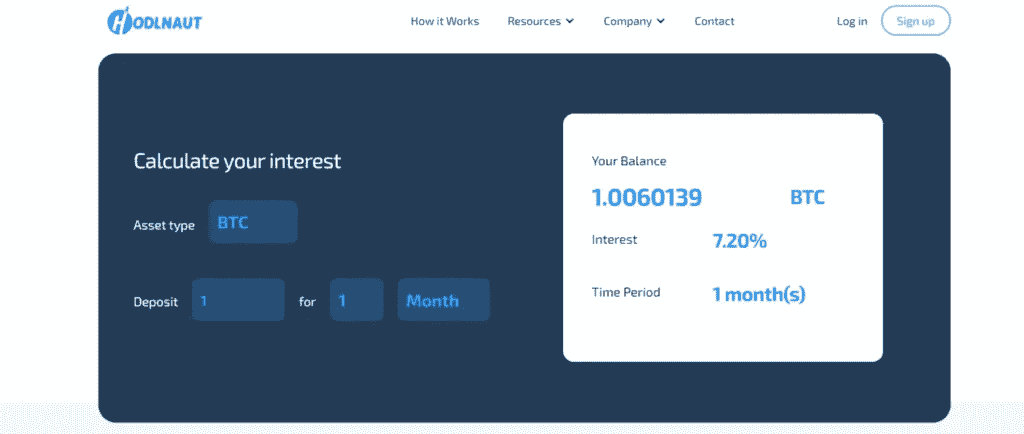 HODLNAUT How it Works Resources Company Contact Log in Sign up
Calculate your interest
Asset type BTC
Deposit 1 for 1 Month
Your Balance
1.0060139 BTC
Interest 7.20%
Time Period 1 month(s)